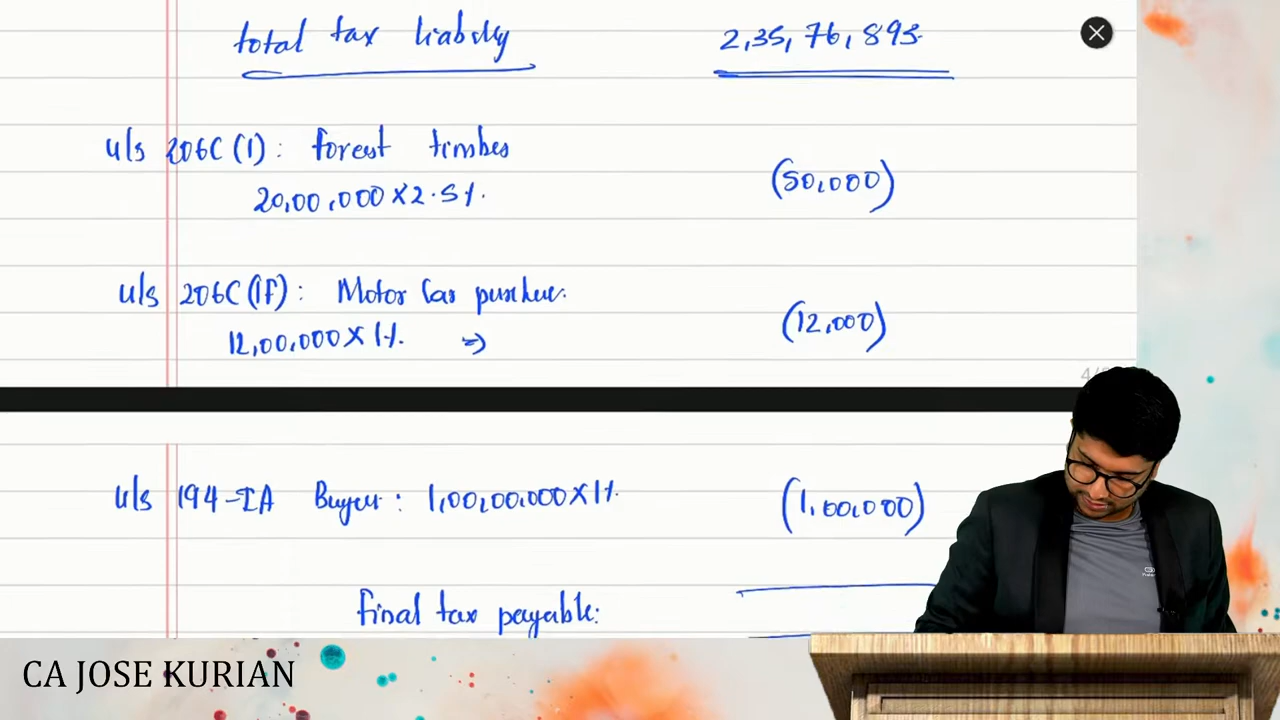 total tax liability
2,35,76,893
u/s 206C(1): forest timber
20,00,000 × 2.5%.
(50,000)
u/s 206C(1F): Motor Car purchase.
12,00,000 × 1%. ⇒
(12,000)
u/s 194-IA Buyer: 1,00,00,000 × 1%.
(1,00,000)
final tax payable:
CA JOSE KURIAN